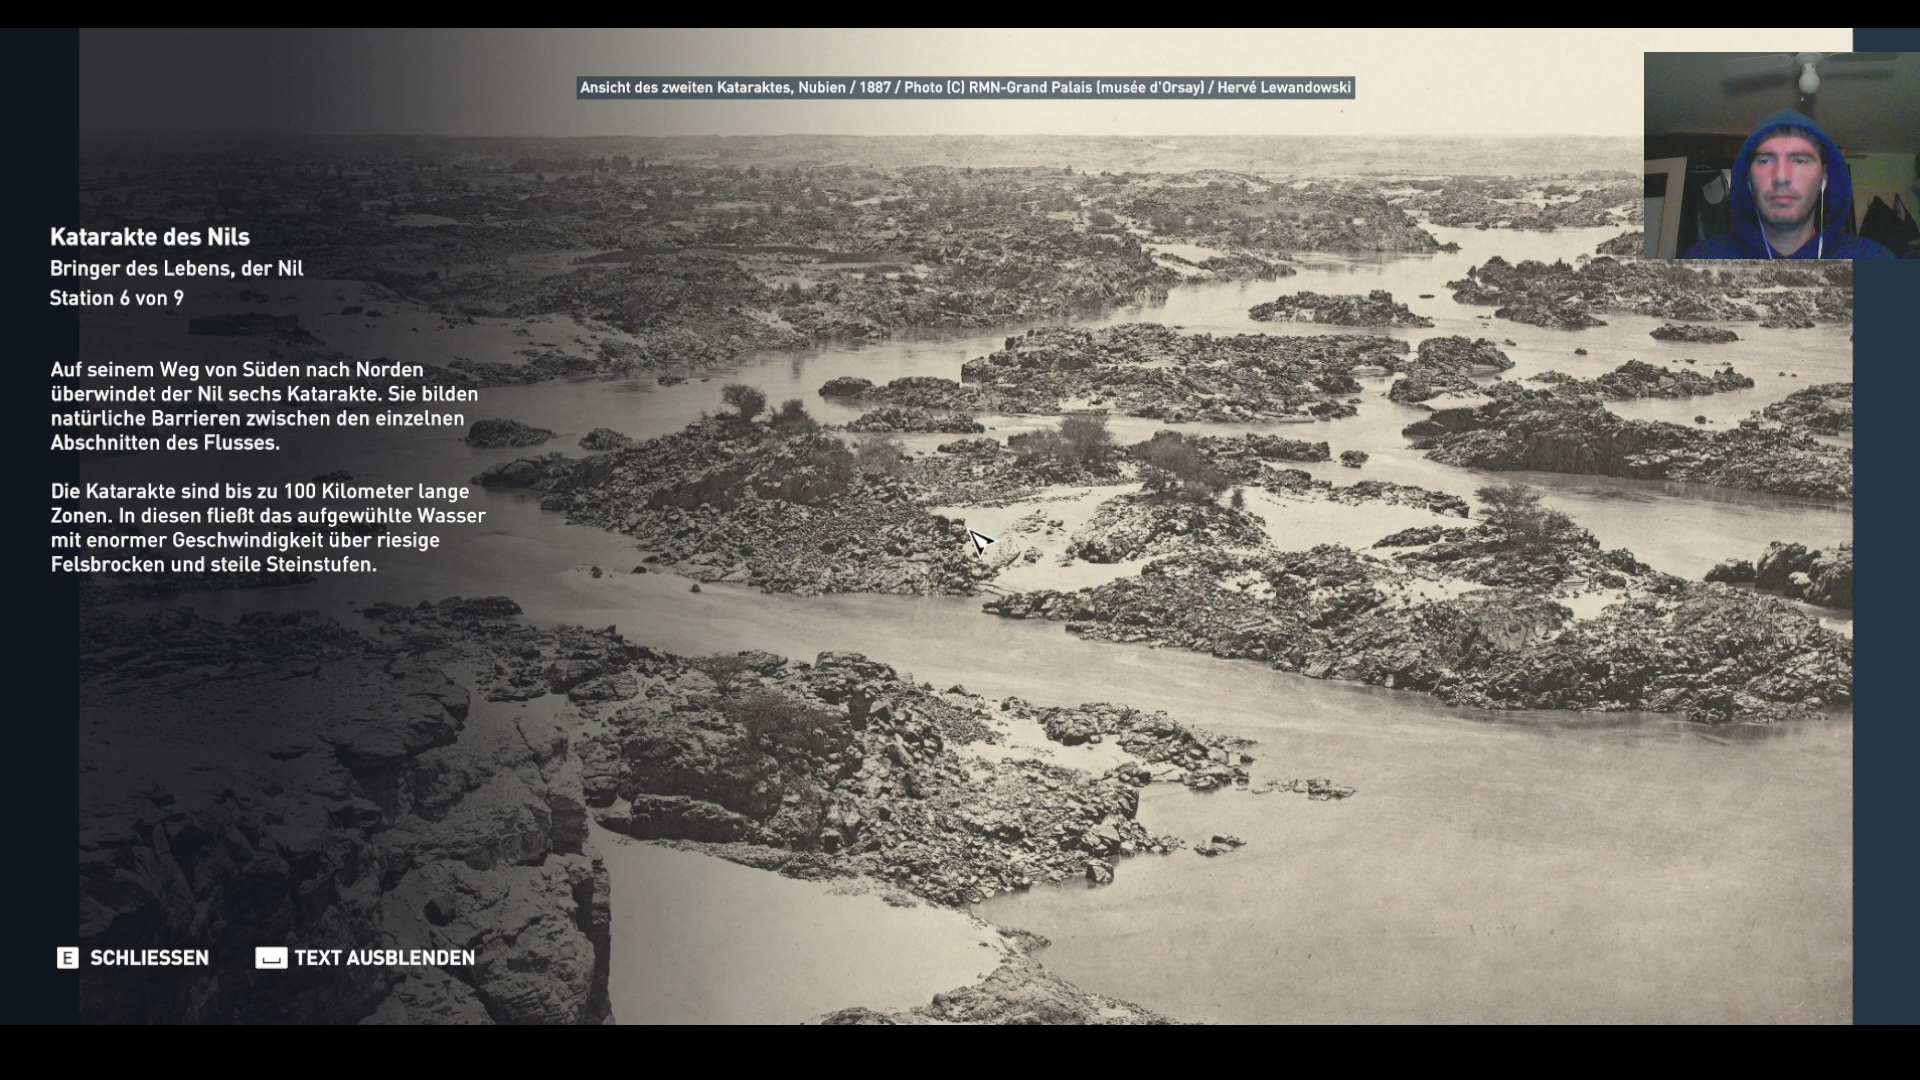 Ansicht des zweiten Kataraktes, Nubien / 1887 / Photo (C) RMN-Grand Palais (musée d'Orsay) / Hervé Lewandowski
Katarakte des Nils
Bringer des Lebens, der Nil
Station 6 von 9
Auf seinem Weg von Süden nach Norden
überwindet der Nil sechs Katarakte. Sie bilden
natürliche Barrieren zwischen den einzelnen
Abschnitten des Flusses.
Die Katarakte sind bis zu 100 Kilometer lange
Zonen. In diesen fließt das aufgewühlte Wasser
mit enormer Geschwindigkeit über riesige
Felsbrocken und steile Steinstufen.
E SCHLIESSEN TEXT AUSBLENDEN